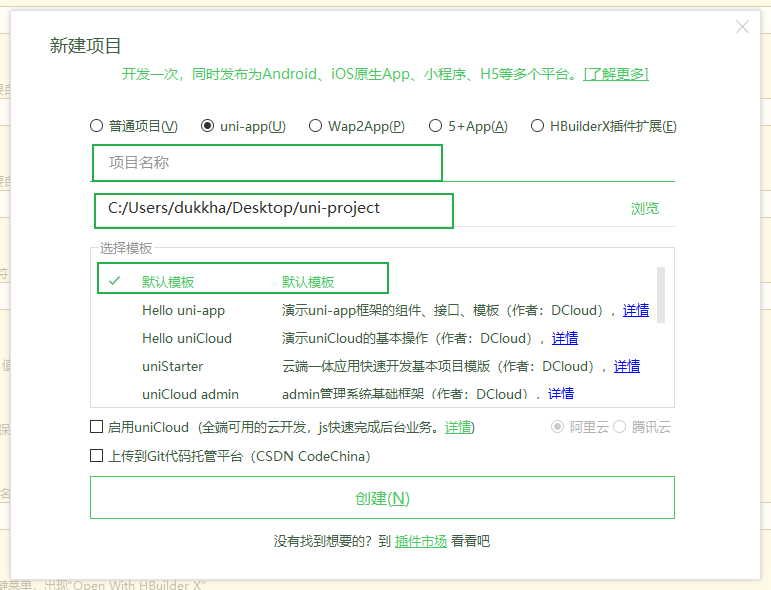 新建项目
开发一次，同时发布为Android、iOS原生App、小程序、H5等多个平台。[了解更多]
普通项目(V) uni-app(U) Wap2App(P) 5+App(A) HBuilderX插件扩展(E)
项目名称
C:/Users/dukkha/Desktop/uni-project 浏览
选择模板
默认模板 默认模板
Hello uni-app 演示uni-app框架的组件、接口、模板（作者：DCloud），详情
Hello uniCloud 演示uniCloud的基本操作（作者：DCloud），详情
uniStarter 云端一体应用快速开发基本项目模版（作者：DCloud），详情
uniCloud admin admin管理系统基础框架（作者：DCloud），详情
启用uniCloud（全端可用的云开发，js快速完成后台业务。详情) 阿里云 腾讯云
上传到Git代码托管平台（CSDN CodeChina）
创建(N)
没有找到想要的？到 插件市场 看看吧
键菜单，出现"Open With HBuilder X"